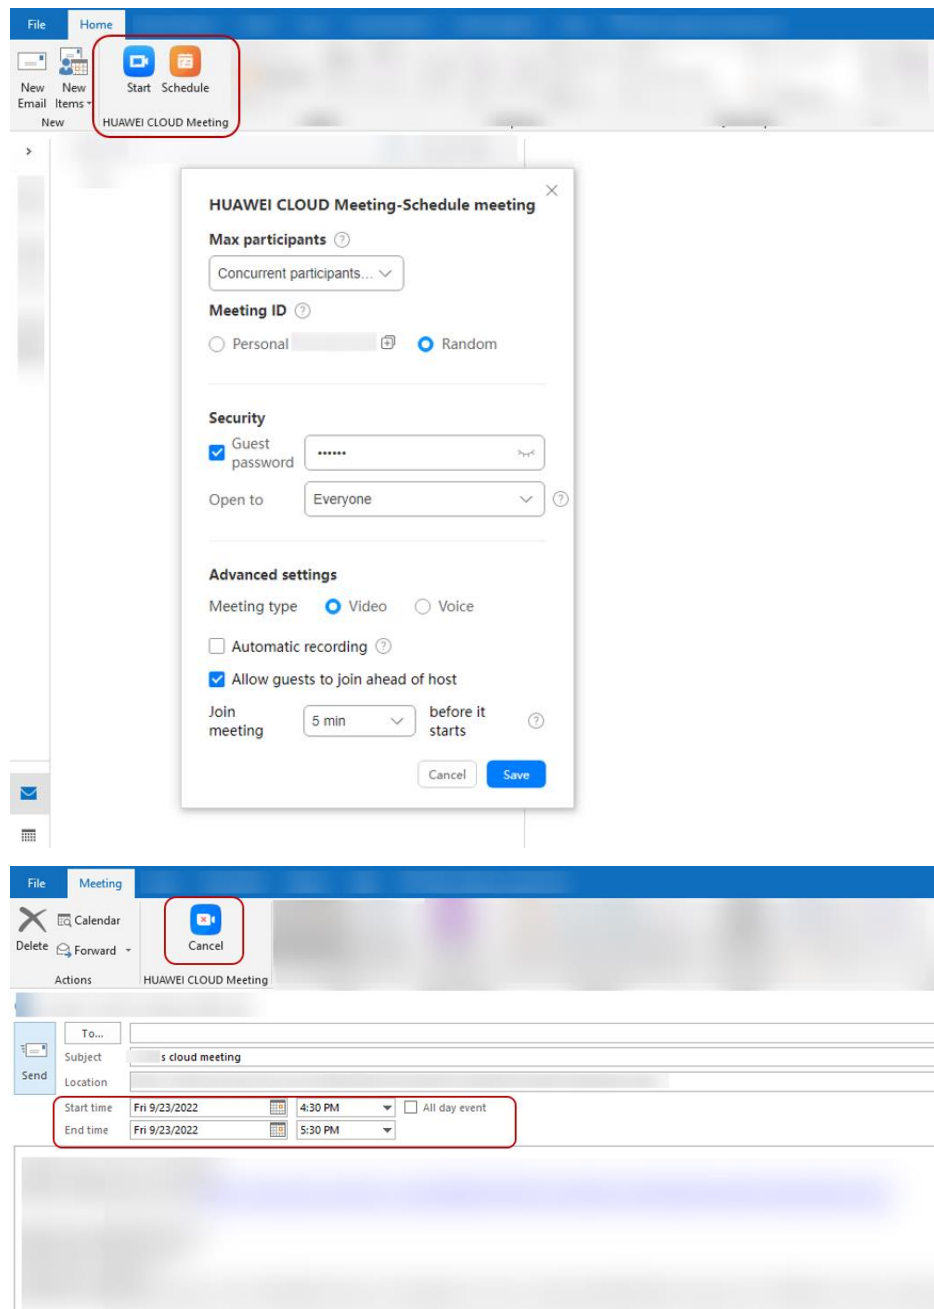 File Home
New Email
New Items
Start Schedule
New HUAWEI CLOUD Meeting
HUAWEI CLOUD Meeting-Schedule meeting
Max participants ?
Concurrent participants...
Meeting ID ?
Personal Random
Security
Guest password ••••••
Open to Everyone ?
Advanced settings
Meeting type Video Voice
Automatic recording ?
Allow guests to join ahead of host
Join meeting 5 min before it starts ?
Cancel Save
File Meeting
Delete
Calendar
Forward
Cancel
Actions HUAWEI CLOUD Meeting
Send
To...
Subject s cloud meeting
Location
Start time Fri 9/23/2022 4:30 PM All day event
End time Fri 9/23/2022 5:30 PM